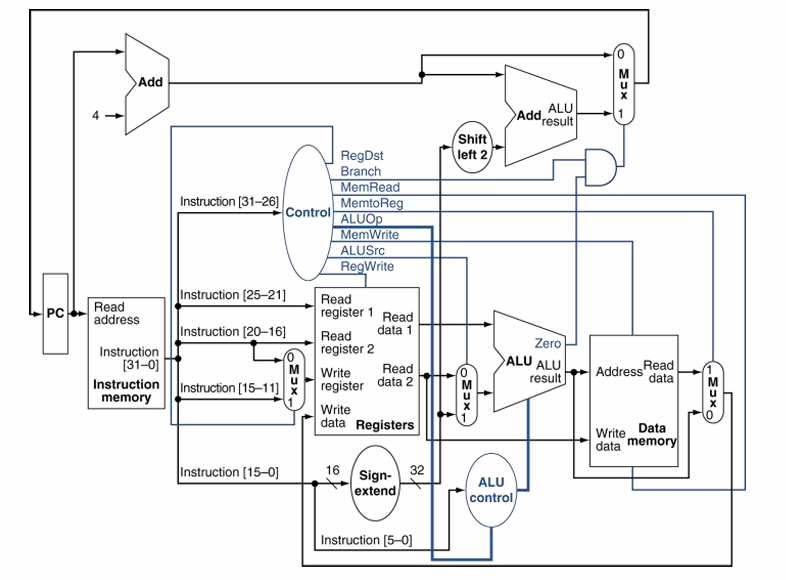 Add
4
0
M
u
x
1
Add
ALU
result
Shift
left 2
RegDst
Branch
MemRead
MemtoReg
ALUOp
MemWrite
ALUSrc
RegWrite
Control
Instruction [31–26]
Instruction [25–21]
Instruction [20–16]
Instruction [15–11]
Instruction [15–0]
Instruction [5–0]
PC
Read
address
Instruction
[31–0]
Instruction
memory
0
M
u
x
1
Read
register 1
Read
register 2
Write
register
Write
data
Read
data 1
Read
data 2
Registers
0
M
u
x
1
Zero
ALU
ALU
result
Address
Read
data
Write
data
Data
memory
1
M
u
x
0
16
Sign-
extend
32
ALU
control